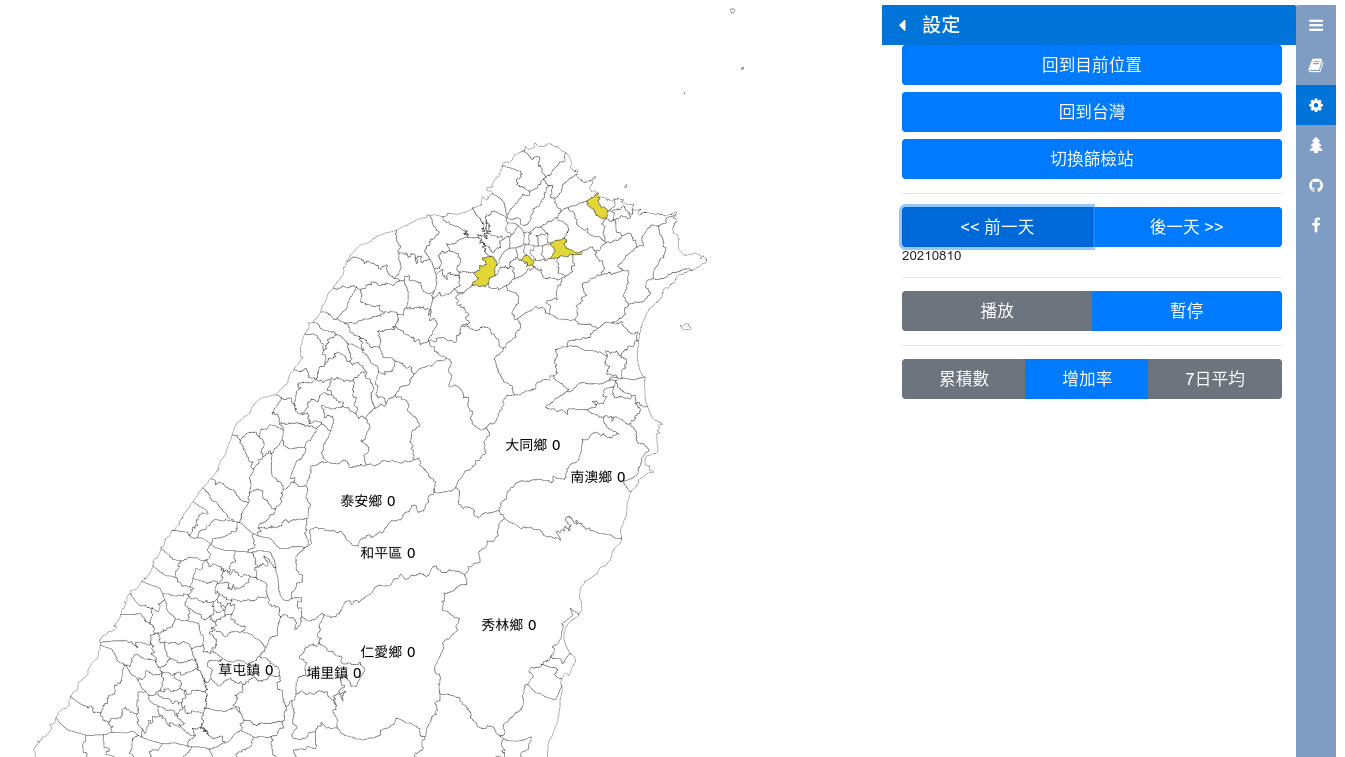 設定
回到目前位置
回到台灣
切換篩檢站
<< 前一天
後一天 >>
20210810
播放
暫停
累積數
增加率
7日平均
大同鄉 0
南澳鄉 0
泰安鄉 0
和平區 0
秀林鄉 0
仁愛鄉 0
草屯鎮 0
埔里鎮 0